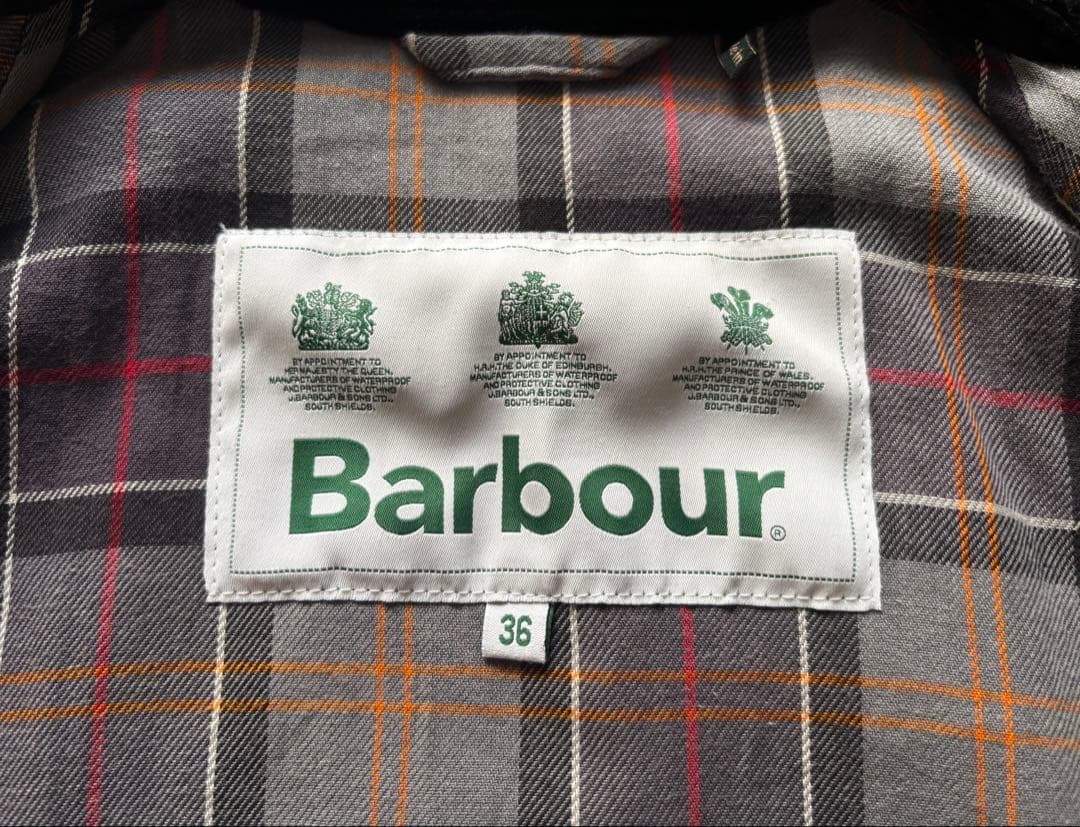 BY APPOINTMENT TO
HER MAJESTY THE QUEEN.
MANUFACTURERS OF WATERPROOF
AND PROTECTIVE CLOTHING
J.BARBOUR & SONS LTD.,
SOUTH SHIELDS.
BY APPOINTMENT TO
H.R.H. THE DUKE OF EDINBURGH.
MANUFACTURERS OF WATERPROOF
AND PROTECTIVE CLOTHING
J.BARBOUR & SONS LTD.,
SOUTH SHIELDS.
BY APPOINTMENT TO
H.R.H. THE PRINCE OF WALES.
MANUFACTURERS OF WATERPROOF
AND PROTECTIVE CLOTHING
J.BARBOUR & SONS LTD.,
SOUTH SHIELDS.
Barbour®
36